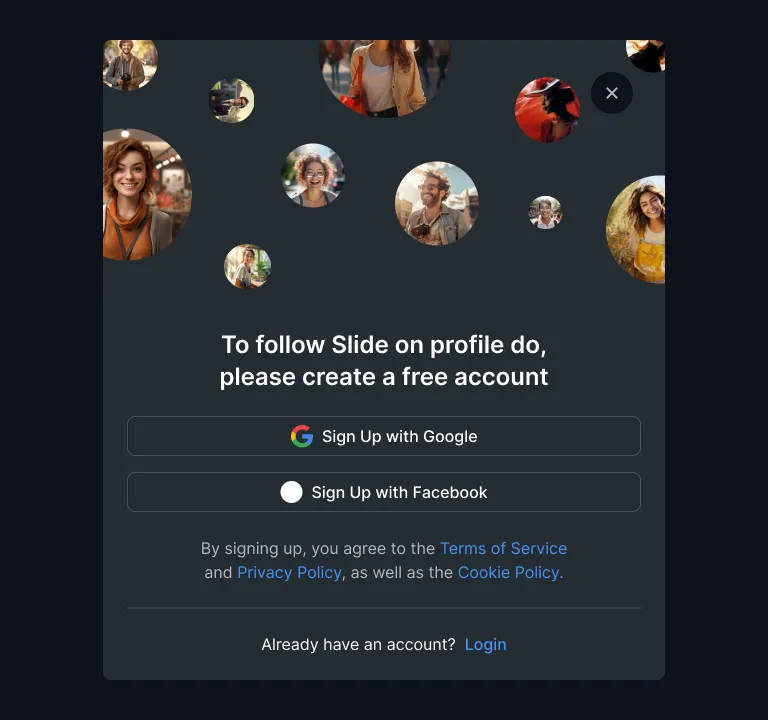 To follow Slide on profile do,
please create a free account
Sign Up with Google
Sign Up with Facebook
By signing up, you agree to the Terms of Service
and Privacy Policy, as well as the Cookie Policy.
Already have an account? Login